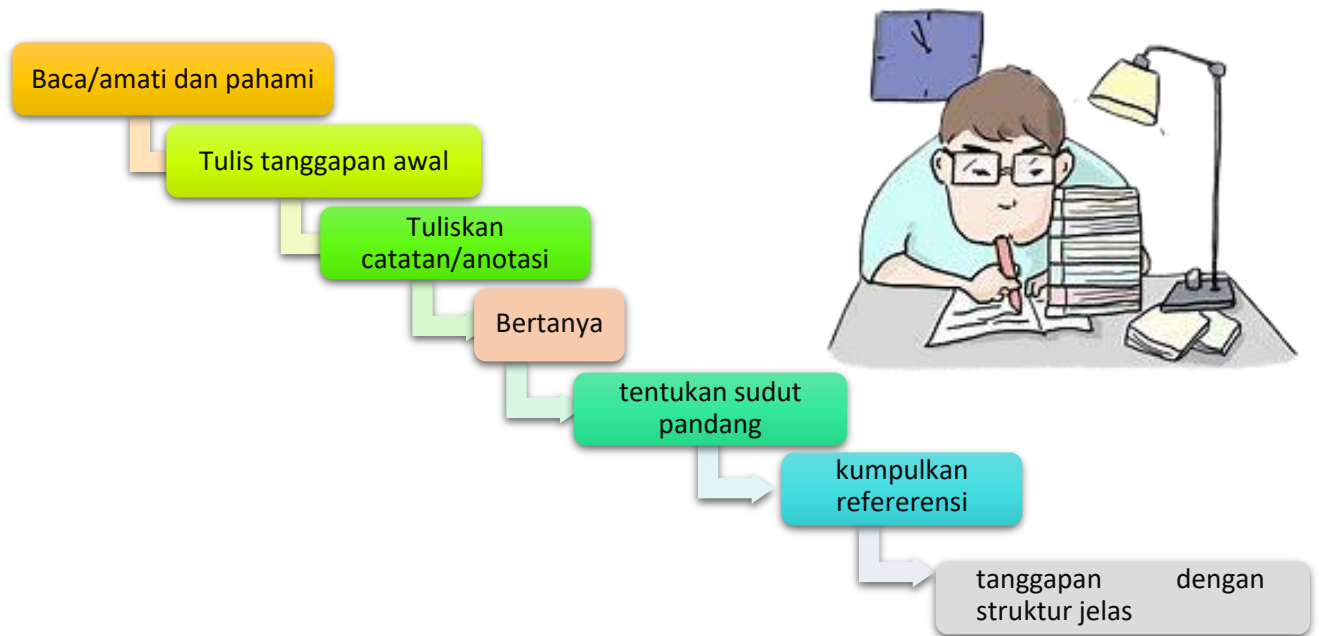 Baca/amati dan pahami
Tulis tanggapan awal
Tuliskan
catatan/anotasi
Bertanya
tentukan sudut
pandang
kumpulkan
refererensi
tanggapan dengan
struktur jelas